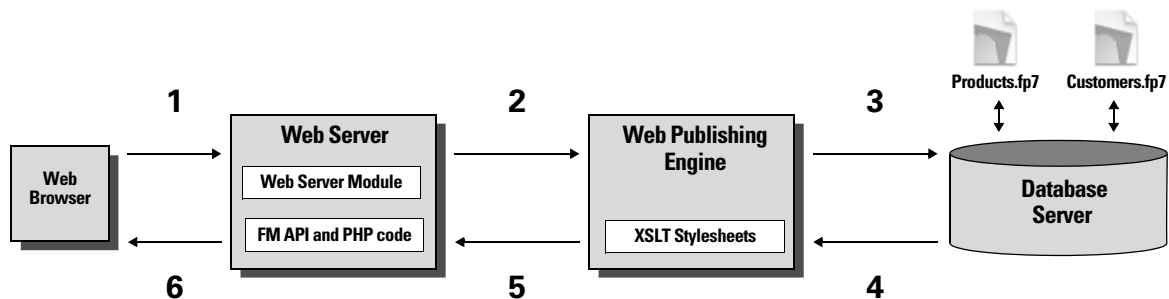 Products.fp7
Customers.fp7
1
2
3
Web Server
Web Publishing
Engine
Web
Browser
Web Server Module
FM API and PHP code
XSLT Stylesheets
Database
Server
6
5
4